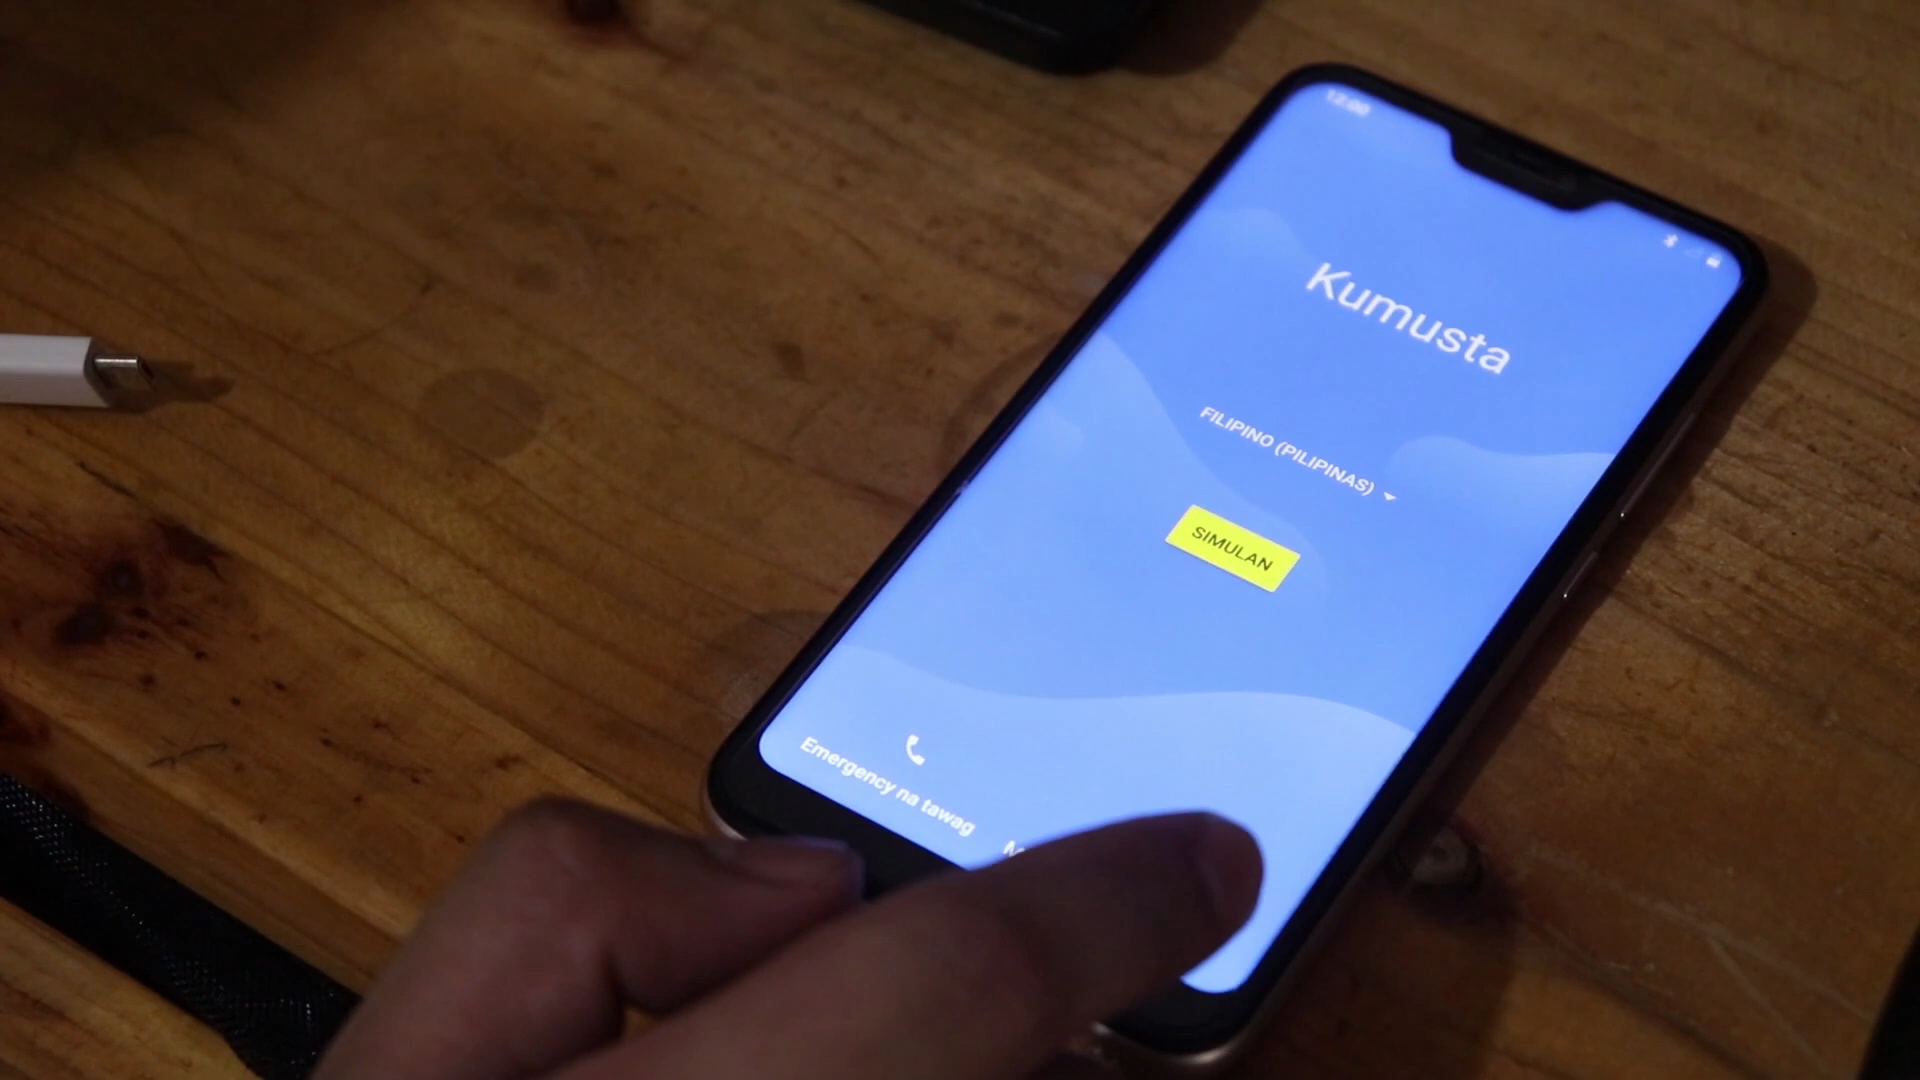 12:00
Kumusta
FILIPINO (PILIPINAS)
SIMULAN
Emergency na tawag